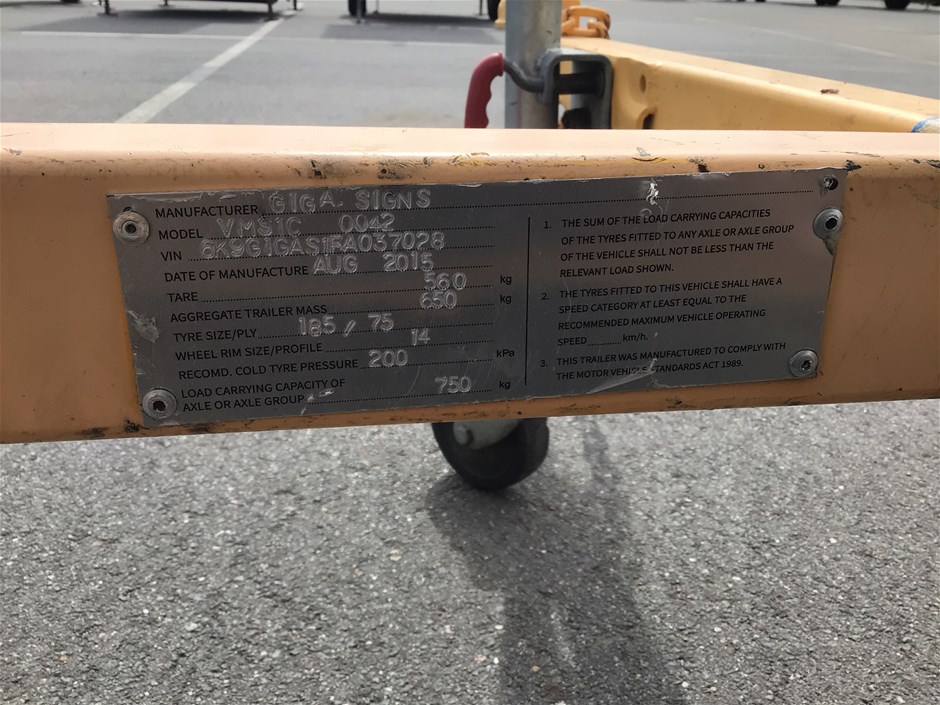 MANUFACTURER GIGA. SIGNS
MODEL VMS1C 0042
VIN 6K9G1GAS1FA037028
DATE OF MANUFACTURE AUG 2015
TARE 560 kg
AGGREGATE TRAILER MASS 650 kg
TYRE SIZE/PLY 185 / 75
WHEEL RIM SIZE/PROFILE 14
RECOMD. COLD TYRE PRESSURE 200 kPa
LOAD CARRYING CAPACITY OF
AXLE OR AXLE GROUP 750 kg
1. THE SUM OF THE LOAD CARRYING CAPACITIES
OF THE TYRES FITTED TO ANY AXLE OR AXLE GROUP
OF THE VEHICLE SHALL NOT BE LESS THAN THE
RELEVANT LOAD SHOWN.
2. THE TYRES FITTED TO THIS VEHICLE SHALL HAVE A
SPEED CATEGORY AT LEAST EQUAL TO THE
RECOMMENDED MAXIMUM VEHICLE OPERATING
SPEED ______ km/h.
3. THIS TRAILER WAS MANUFACTURED TO COMPLY WITH
THE MOTOR VEHICLE STANDARDS ACT 1989.